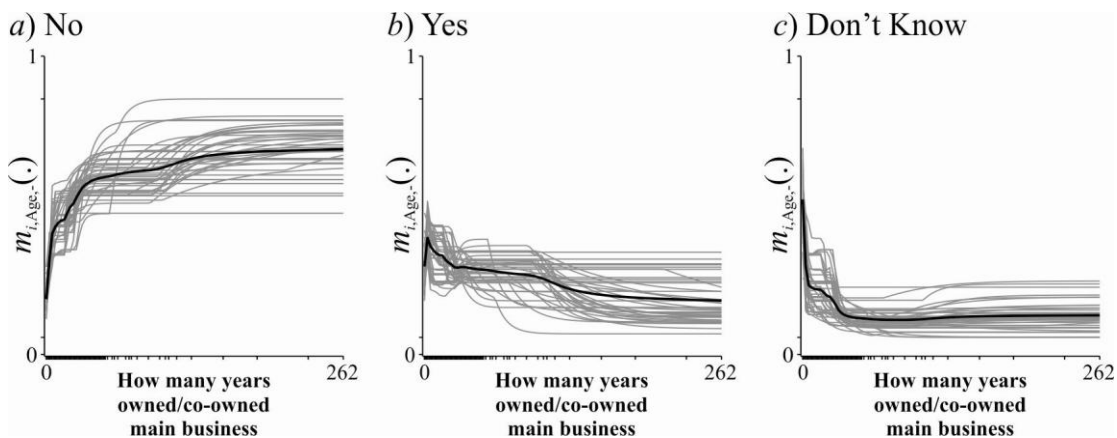 a) No
1
m_{i,Age,-}(.)
0
0
262
How many years
owned/co-owned
main business
b) Yes
1
m_{i,Age,-}(.)
0
0
262
How many years
owned/co-owned
main business
c) Don't Know
1
m_{i,Age,-}(.)
0
0
262
How many years
owned/co-owned
main business